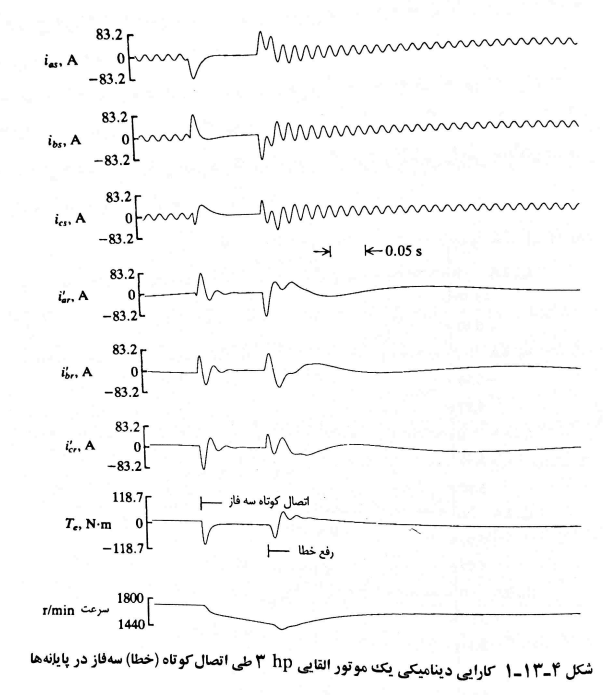 83.2
i_as, A 0
−83.2
83.2
i_bs, A 0
−83.2
83.2
i_cs, A 0
−83.2
0.05 s
83.2
i′_ar, A 0
−83.2
83.2
i′_br, A 0
−83.2
83.2
i′_cr, A 0
−83.2
118.7
اتصال کوتاه سه فاز
T_e, N·m 0
−118.7
رفع خطا
1800
سرعت r/min
1440
شکل ۴ـ۱۳ـ۱ کارایی دینامیکی یک موتور القایی ۳ hp طی اتصال کوتاه (خطا) سه‌فاز در پایانه‌ها